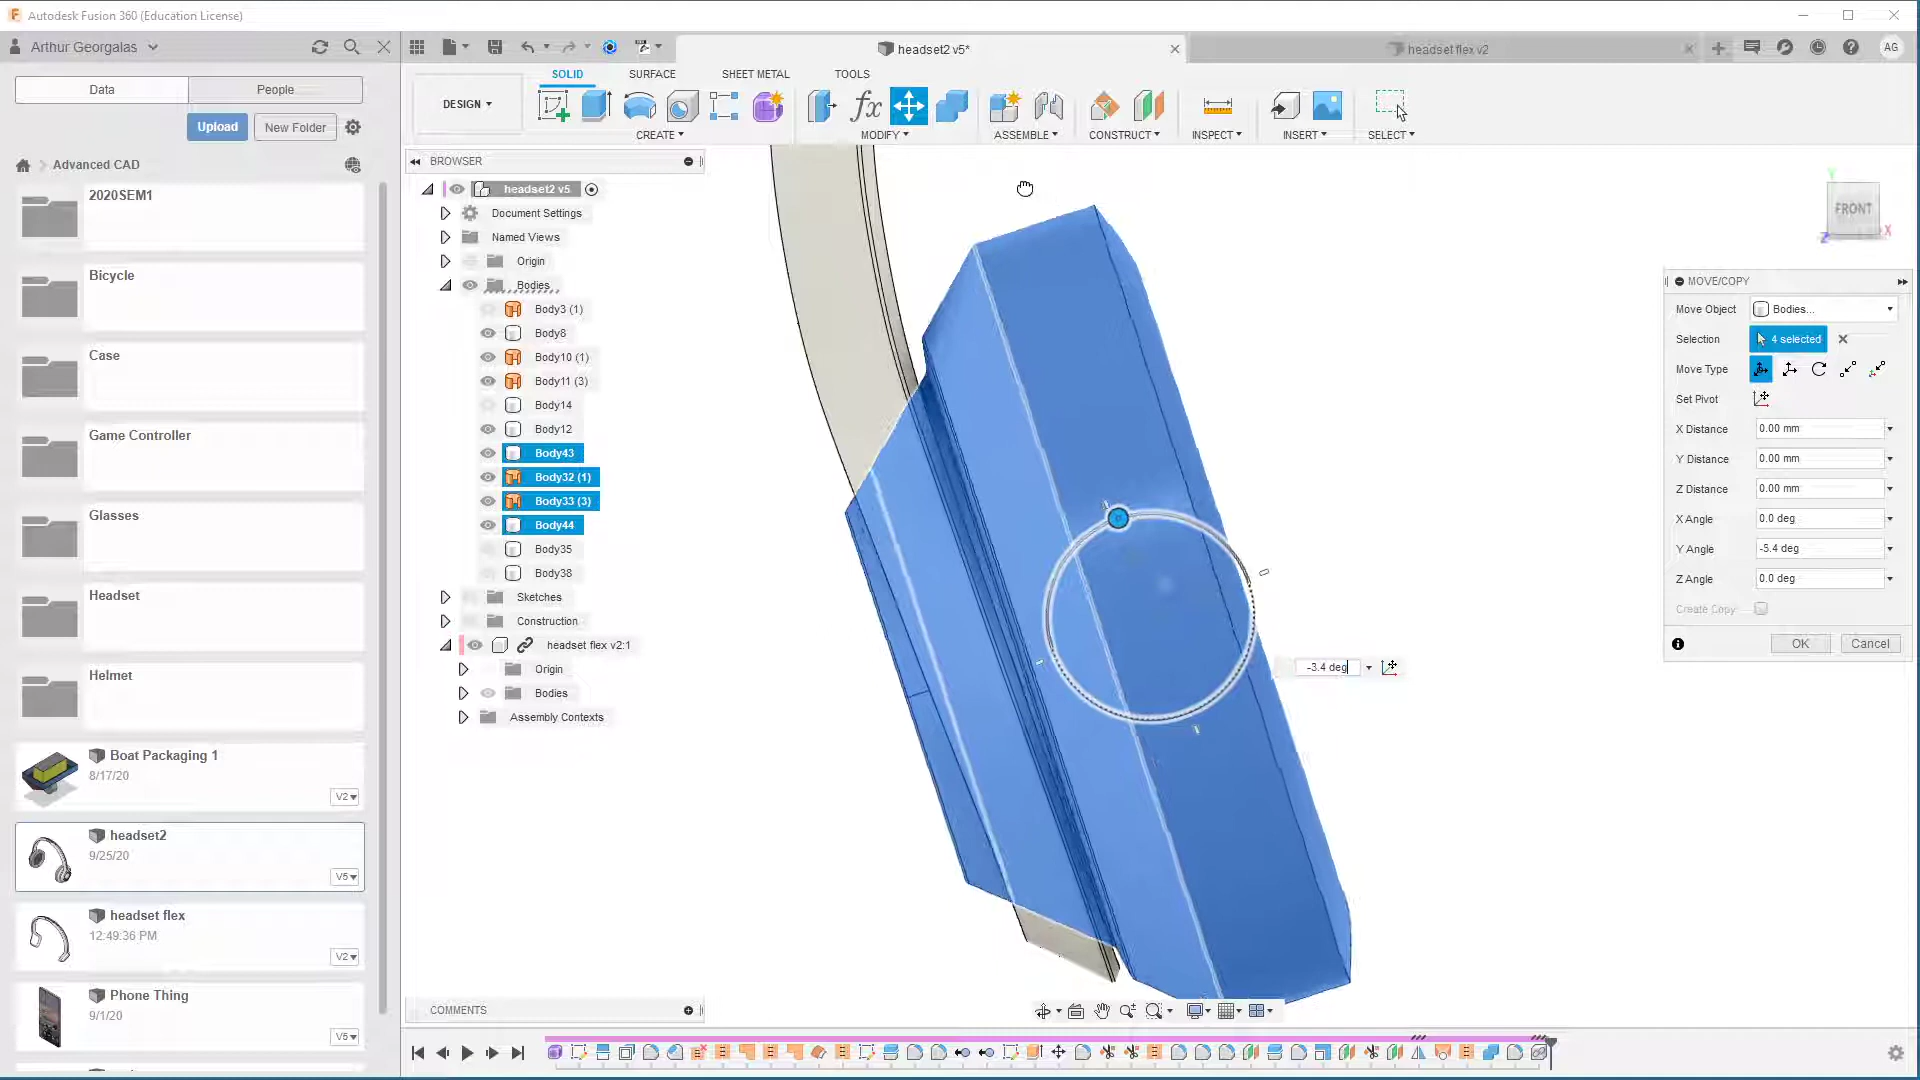 Autodesk Fusion 360 (Education License)
Arthur Georgalas
headset2 v5*
headset flex v2
AG
Data
People
Upload
New Folder
Advanced CAD
2020SEM1
Bicycle
Case
Game Controller
Glasses
Headset
Helmet
Boat Packaging 1
8/17/20
V2
headset2
9/25/20
V5
headset flex
12:49:36 PM
V2
Phone Thing
9/1/20
V5
SOLID
SURFACE
SHEET METAL
TOOLS
DESIGN
CREATE
MODIFY
ASSEMBLE
CONSTRUCT
INSPECT
INSERT
SELECT
BROWSER
headset2 v5
Document Settings
Named Views
Origin
Bodies
Body3 (1)
Body8
Body10 (1)
Body11 (3)
Body14
Body12
Body43
Body32 (1)
Body33 (3)
Body44
Body35
Body38
Sketches
Construction
headset flex v2:1
Origin
Bodies
Assembly Contexts
FRONT
Y
Z
X
MOVE/COPY
Move Object
Bodies...
Selection
4 selected
Move Type
Set Pivot
X Distance
0.00 mm
Y Distance
0.00 mm
Z Distance
0.00 mm
X Angle
0.0 deg
Y Angle
-5.4 deg
Z Angle
0.0 deg
Create Copy
OK
Cancel
-3.4 deg
COMMENTS